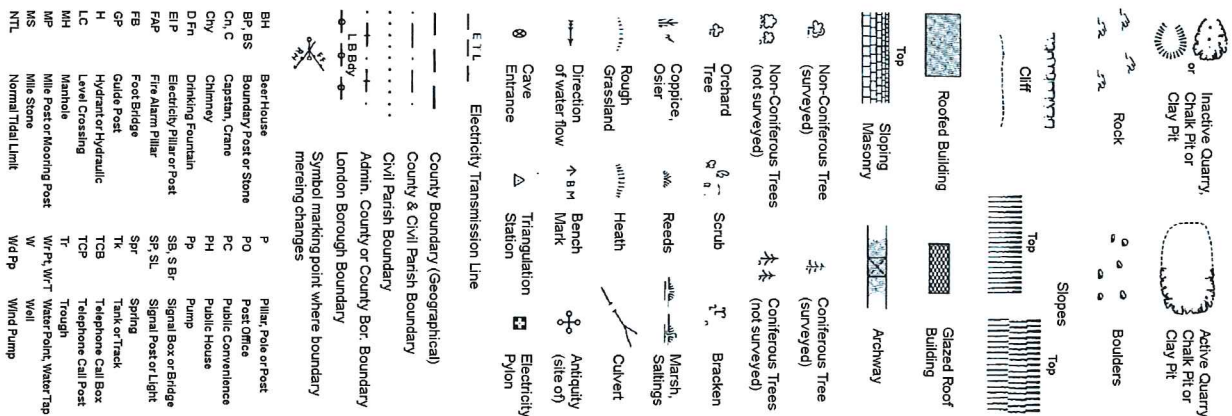 Inactive Quarry,
Chalk Pit or
Clay Pit
or
Active Quarry
Chalk Pit or
Clay Pit
Rock
Boulders
Cliff
Slopes
Top
Top
Roofed Building
Glazed Roof
Building
Top
Sloping
Masonry
Archway
Non-Coniferous Tree
(surveyed)
Coniferous Tree
(surveyed)
Non-Coniferous Trees
(not surveyed)
Coniferous Trees
(not surveyed)
Orchard
Tree
Scrub
Bracken
Coppice,
Osier
Reeds
Marsh,
Saltings
Rough
Grassland
Heath
Culvert
Direction
of water flow
B M
Bench
Mark
Antiquity
(site of)
Cave
Entrance
Triangulation
Station
Electricity
Pylon
E T L
Electricity Transmission Line
County Boundary (Geographical)
County & Civil Parish Boundary
Civil Parish Boundary
Admin. County or County Bor. Boundary
L B Bdy
London Borough Boundary
Symbol marking point where boundary
mereing changes
BH Beer House
BP, BS Boundary Post or Stone
Cn, C Capstan, Crane
Chy Chimney
D Fn Drinking Fountain
El P Electricity Pillar or Post
FAP Fire Alarm Pillar
FB Foot Bridge
GP Guide Post
H Hydrant or Hydraulic
LC Level Crossing
MH Manhole
MP Mile Post or Mooring Post
MS Mile Stone
NTL Normal Tidal Limit
P Pillar, Pole or Post
PO Post Office
PC Public Convenience
PH Public House
Pp Pump
SB, S Br Signal Box or Bridge
SP, SL Signal Post or Light
Spr Spring
Tk Tank or Track
TCB Telephone Call Box
TCP Telephone Call Post
Tr Trough
Wr Pt, Wr T Water Point, Water Tap
W Well
Wd Pp Wind Pump